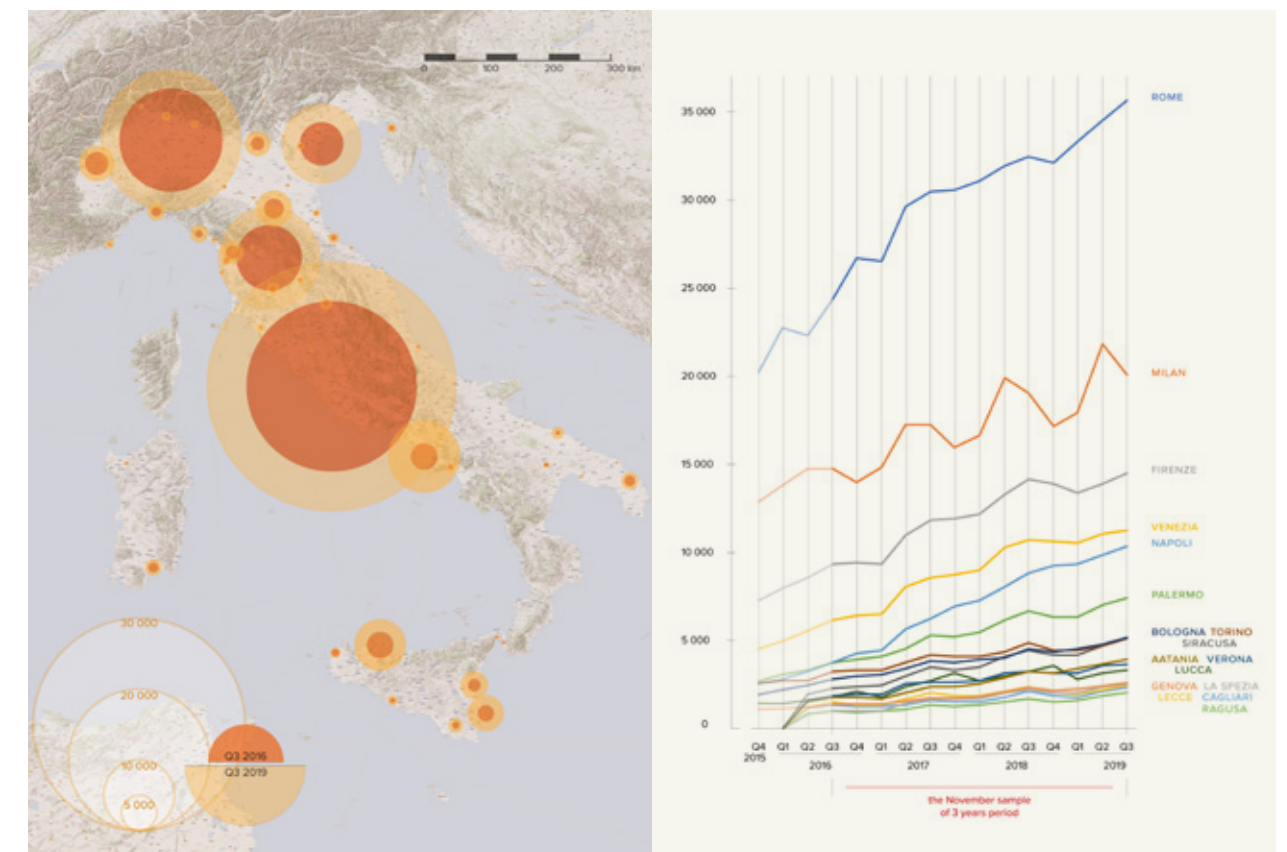 0 100 200 300 km
30 000
20 000
10 000
5 000
Q3 2016
Q3 2019
35 000
30 000
25 000
20 000
15 000
10 000
5 000
0
ROME
MILAN
FIRENZE
VENEZIA
NAPOLI
PALERMO
BOLOGNA TORINO
SIRACUSA
AATANIA VERONA
LUCCA
GENOVA LA SPEZIA
LECCE CAGLIARI
RAGUSA
Q4 Q1 Q2 Q3 Q4 Q1 Q2 Q3 Q4 Q1 Q2 Q3 Q4 Q1 Q2 Q3
2015 2016 2017 2018 2019
the November sample
of 3 years period